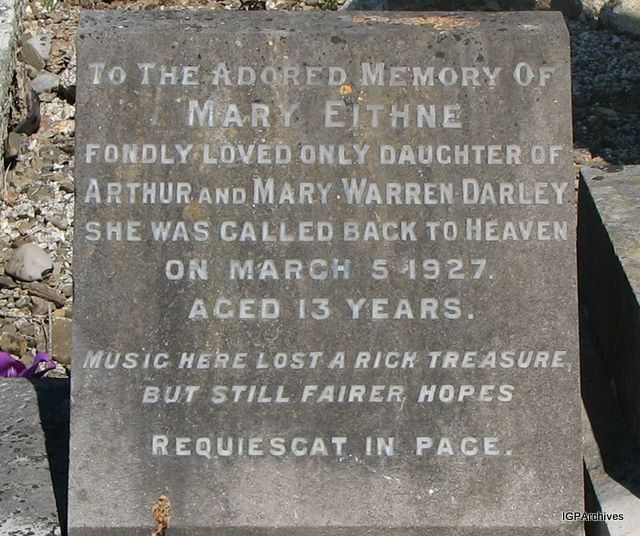 To The Adored Memory Of
Mary Eithne
fondly loved only daughter of
Arthur and Mary Warren Darley
she was called back to Heaven
on March 5 1927.
aged 13 years.
Music here lost a rich treasure,
but still fairer hopes
Requiescat in pace.
IGPArchives